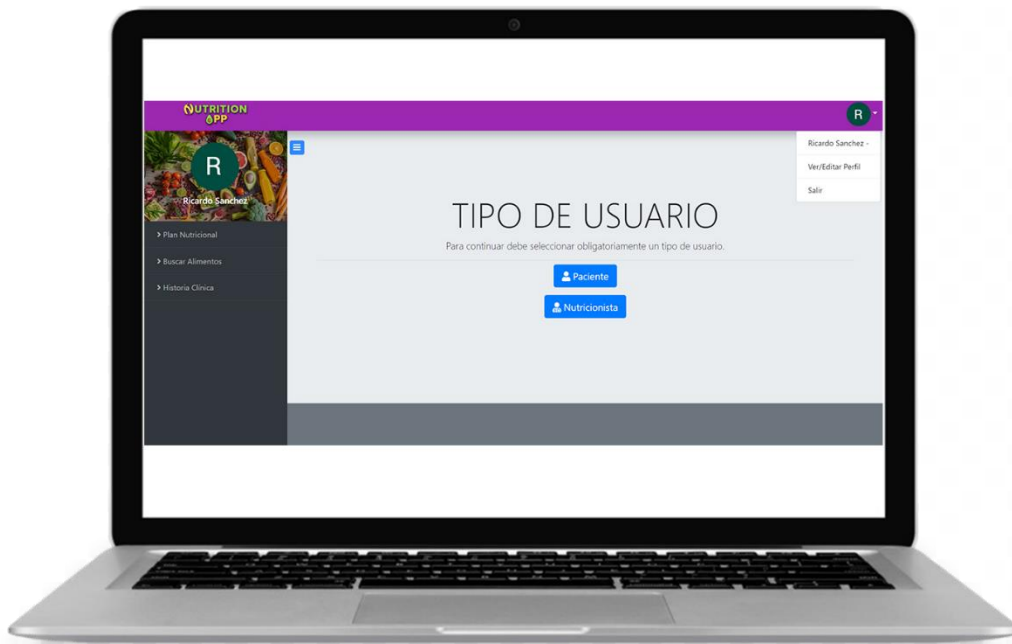 NUTRITION
APP
R
R
Ricardo Sanchez
Plan Nutricional
Buscar Alimentos
Historia Clínica
Ricardo Sanchez -
Ver/Editar Perfil
Salir
TIPO DE USUARIO
Para continuar debe seleccionar obligatoriamente un tipo de usuario.
Paciente
Nutricionista